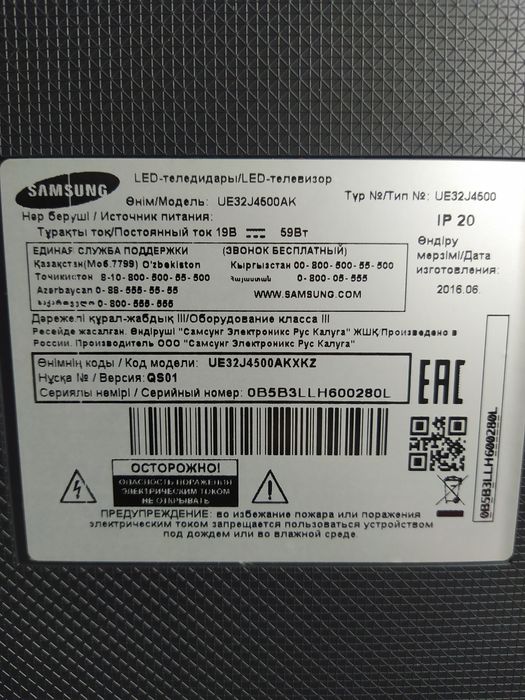 SAMSUNG
LED-теледидары/LED-телевизор
Өнім/Модель: UE32J4500AK
Түр №/Тип №: UE32J4500
Нәр беруші / Источник питания:
Тұрақты тоқ/Постоянный ток 19В 59Вт
IP 20
Өндіру
мерзімі/Дата
изготовления:
2016.06.
ЕДИНАЯ СЛУЖБА ПОДДЕРЖКИ (ЗВОНОК БЕСПЛАТНЫЙ)
Қазақстан(Моб.7799) O'zbekiston Кыргызстан 00-800-500-55-500
Тоҷикистон 8-10-800-500-55-500 Հայաստան 0-800-05-555
Azərbaycan 0-88-555-55-55 WWW.SAMSUNG.COM
საქართველო 0-800-555-555
Дәрежелі құрал-жабдық III/Оборудование класса III
Ресейде жасалған. Өндіруші "Самсунг Электроникс Рус Калуга" ЖШҚ/Произведено в
России. Производитель ООО "Самсунг Электроникс Рус Калуга"
Өнімнің коды / Код модели: UE32J4500AKXKZ
Нұсқа № / Версия: QS01
Сериялы нөмірі / Серийный номер: 0B5B3LLH600280L
EAC
0B5B3LLH600280L
ОСТОРОЖНО!
ОПАСНОСТЬ ПОРАЖЕНИЯ
ЭЛЕКТРИЧЕСКИМ ТОКОМ
НЕ ОТКРЫВАТЬ
ПРЕДУПРЕЖДЕНИЕ: во избежание пожара или поражения
электрическим током запрещается пользоваться устройством
под дождем или во влажной среде.